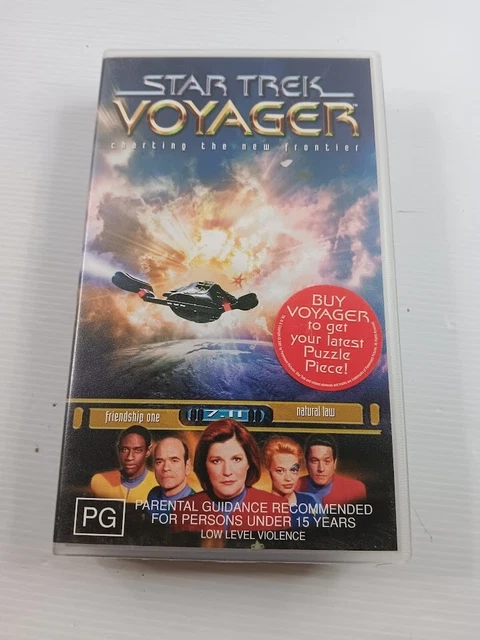 STAR TREK
VOYAGER
charting the new frontier
BUY
VOYAGER
to get
your latest
Puzzle
Piece!
friendship one
7.11
natural law
PG
PARENTAL GUIDANCE RECOMMENDED
FOR PERSONS UNDER 15 YEARS
LOW LEVEL VIOLENCE